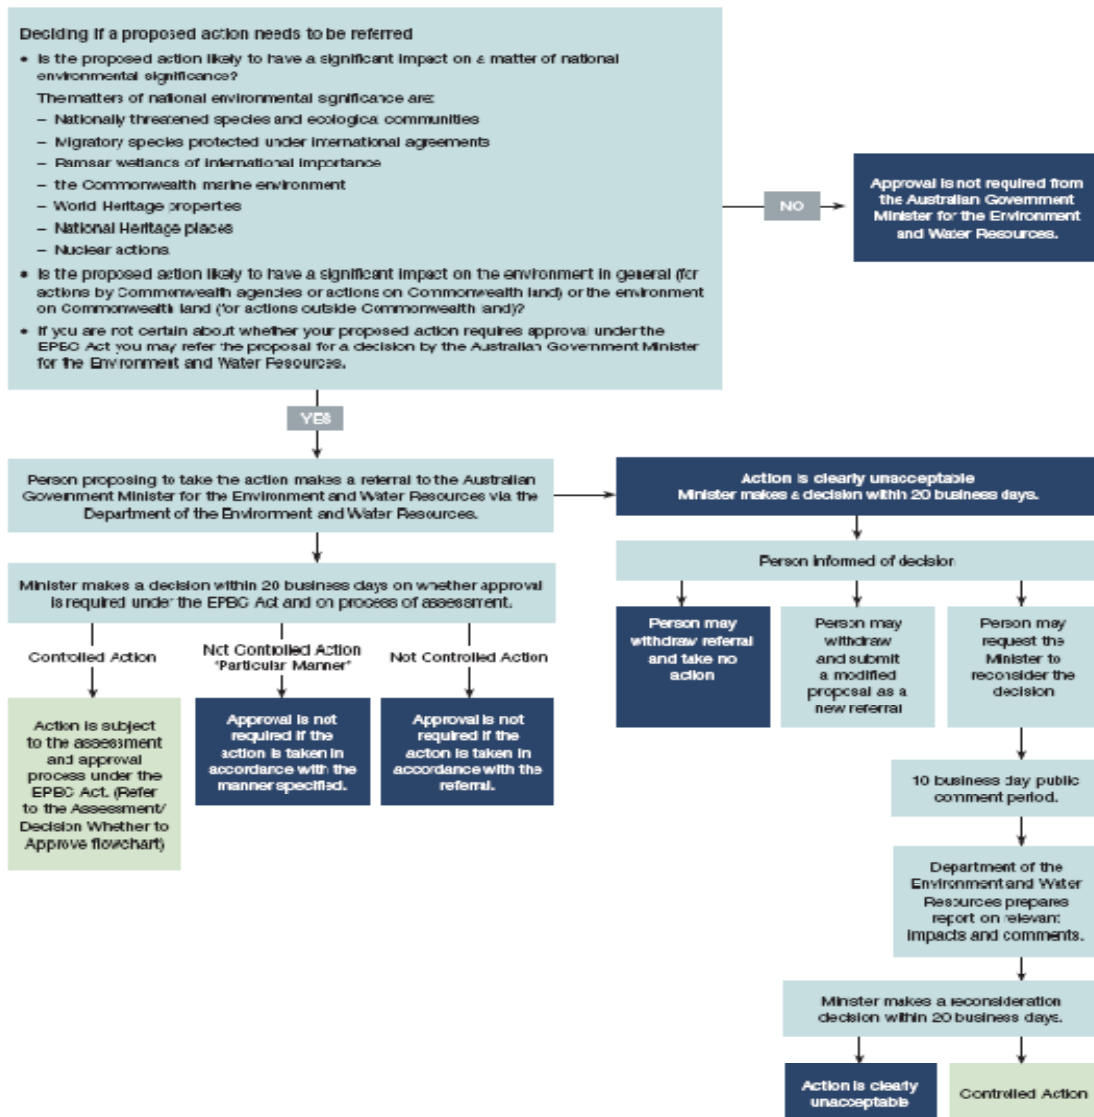 Deciding if a proposed action needs to be referred
• Is the proposed action likely to have a significant impact on a matter of national
environmental significance?
The matters of national environmental significance are:
– Nationally threatened species and ecological communities
– Migratory species protected under international agreements
– Ramsar wetlands of international importance
– the Commonwealth marine environment
– World Heritage properties
– National Heritage places
– Nuclear actions.
• Is the proposed action likely to have a significant impact on the environment in general (for
actions by Commonwealth agencies or actions on Commonwealth land) or the environment
on Commonwealth land (for actions outside Commonwealth land)?
• If you are not certain about whether your proposed action requires approval under the
EPBC Act you may refer the proposal for a decision by the Australian Government Minister
for the Environment and Water Resources.
NO
Approval is not required from
the Australian Government
Minister for the Environment
and Water Resources.
YES
Person proposing to take the action makes a referral to the Australian
Government Minister for the Environment and Water Resources via the
Department of the Environment and Water Resources.
Action is clearly unacceptable
Minister makes a decision within 20 business days.
Person informed of decision
Person may
withdraw referral
and take no
action
Person may
withdraw
and submit
a modified
proposal as a
new referral
Person may
request the
Minister to
reconsider the
decision
Minister makes a decision within 20 business days on whether approval
is required under the EPBC Act and on process of assessment.
Controlled Action
Not Controlled Action
'Particular Manner'
Not Controlled Action
Action is subject
to the assessment
and approval
process under the
EPBC Act. (Refer
to the Assessment/
Decision Whether to
Approve flowchart)
Approval is not
required if the
action is taken in
accordance with the
manner specified.
Approval is not
required if the
action is taken in
accordance with the
referral.
10 business day public
comment period.
Department of the
Environment and Water
Resources prepares
report on relevant
impacts and comments.
Minister makes a reconsideration
decision within 20 business days.
Action is clearly
unacceptable
Controlled Action